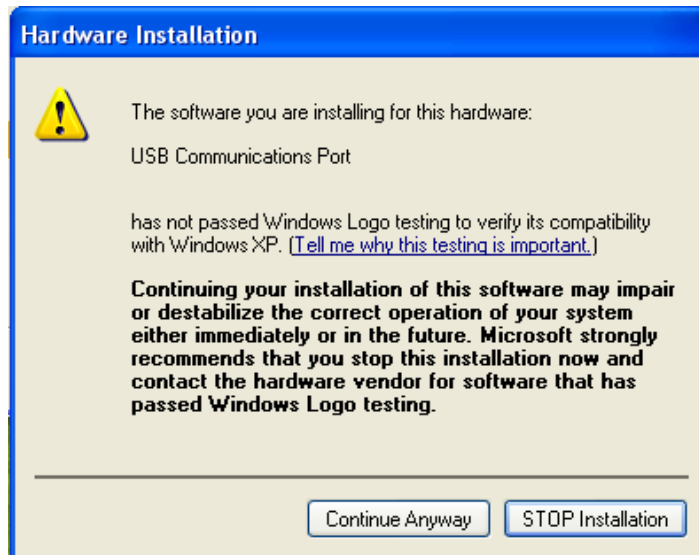 Hardware Installation
The software you are installing for this hardware:
USB Communications Port
has not passed Windows Logo testing to verify its compatibility
with Windows XP. (Tell me why this testing is important.)
Continuing your installation of this software may impair
or destabilize the correct operation of your system
either immediately or in the future. Microsoft strongly
recommends that you stop this installation now and
contact the hardware vendor for software that has
passed Windows Logo testing.
Continue Anyway
STOP Installation